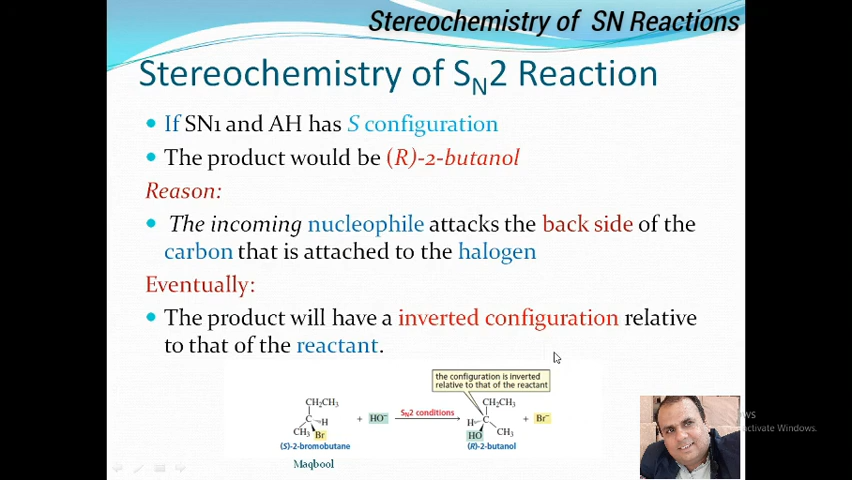 Stereochemistry of SN Reactions
Stereochemistry of SN2 Reaction
• If SN1 and AH has S configuration
• The product would be (R)-2-butanol
Reason:
• The incoming nucleophile attacks the back side of the
carbon that is attached to the halogen
Eventually:
• The product will have a inverted configuration relative
to that of the reactant.
the configuration is inverted
relative to that of the reactant
CH2CH3
C
H
CH3
Br
+ HO–
SN2 conditions
CH2CH3
H
C
HO
CH3
+ Br–
(S)-2-bromobutane
(R)-2-butanol
Maqbool
ws
activate Windows.